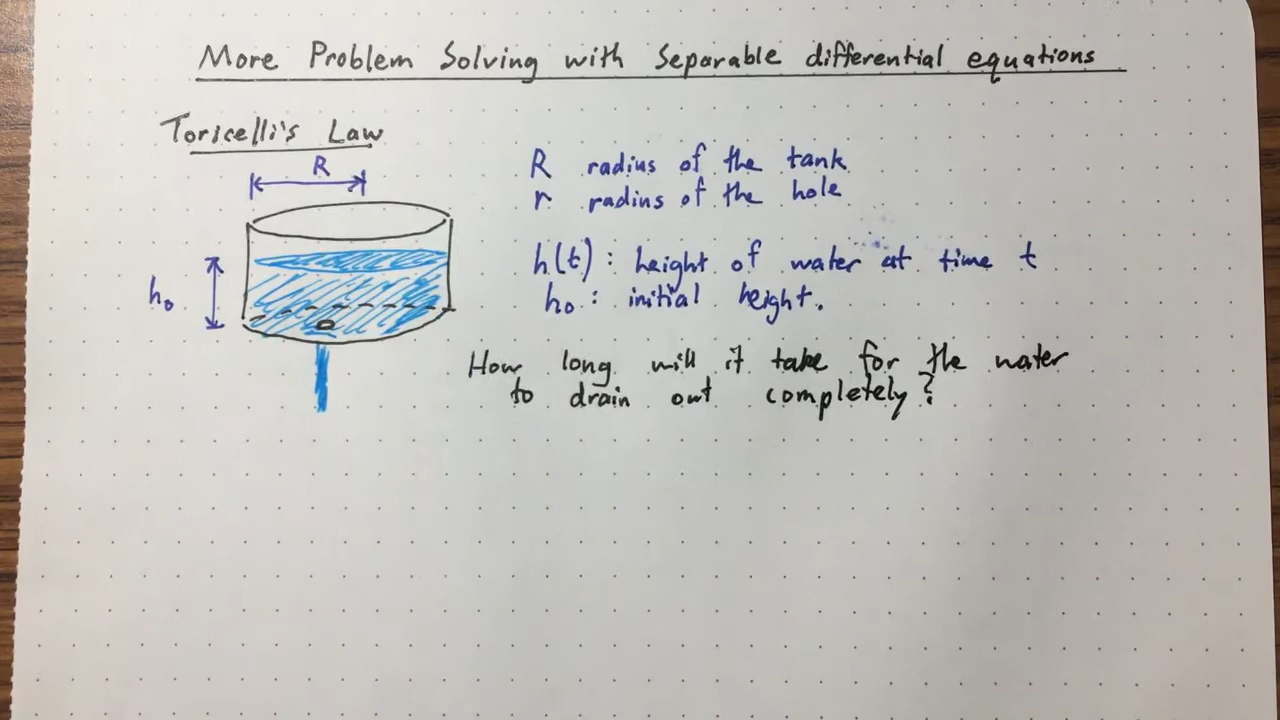 More Problem Solving with Separable differential equations
Toricelli's Law
R
R radius of the tank
r radius of the hole
h(t) : height of water at time t
h₀
h₀ : initial height.
How long will it take for the water
to drain out completely?